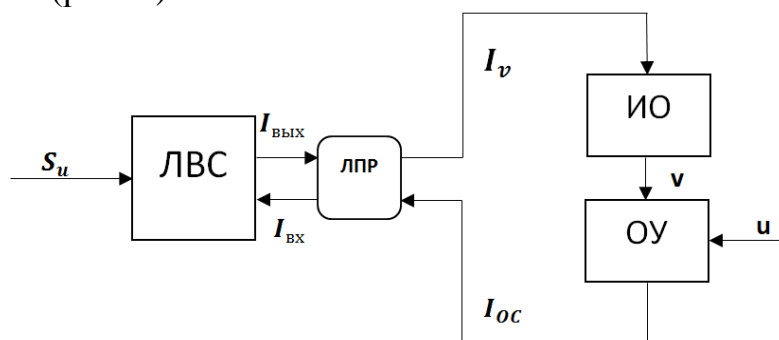 I_v
ИО
I_вых
S_u
ЛВС
ЛПР
v
I_вх
ОУ
u
I_OC